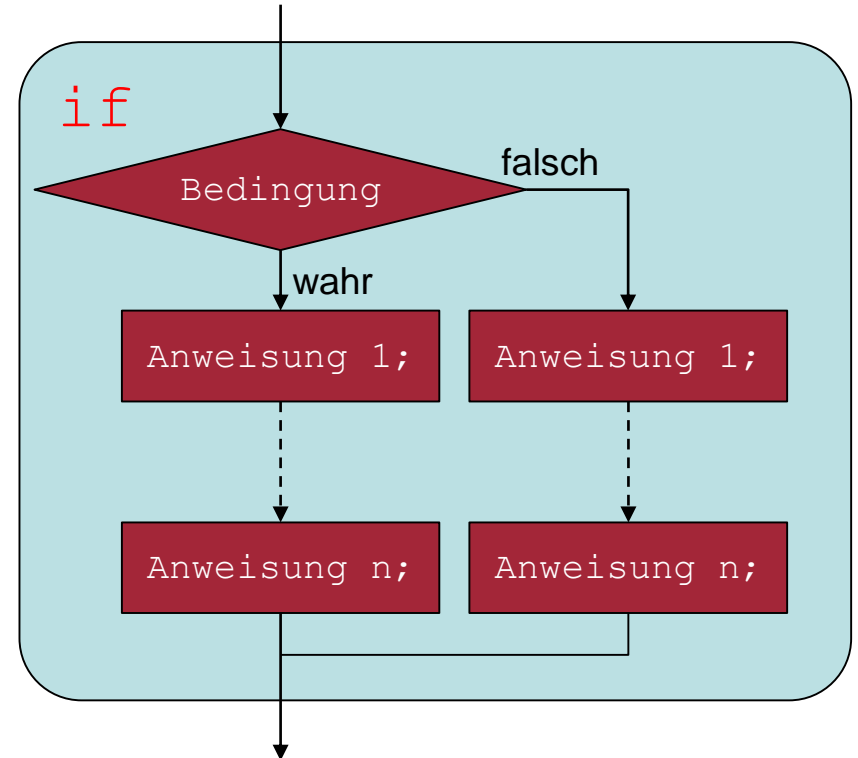 if
falsch
Bedingung
wahr
Anweisung 1;
Anweisung 1;
Anweisung n;
Anweisung n;